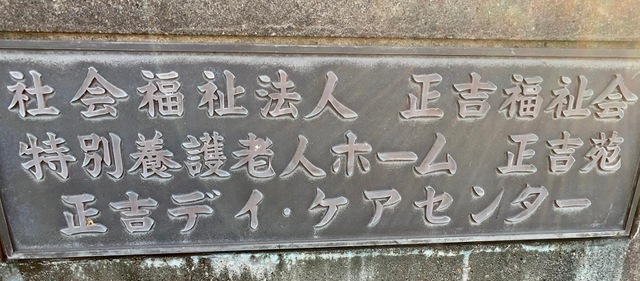 社会福祉法人 正吉福祉会
特別養護老人ホーム 正吉苑
正吉デイ・ケアセンター